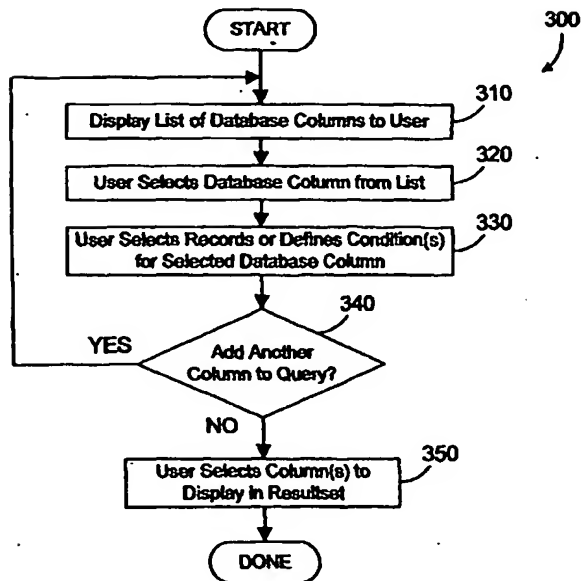 START
300
310
Display List of Database Columns to User
320
User Selects Database Column from List
330
User Selects Records or Defines Condition(s)
for Selected Database Column
340
YES
Add Another
Column to Query?
NO
350
User Selects Column(s) to
Display in Resultset
DONE